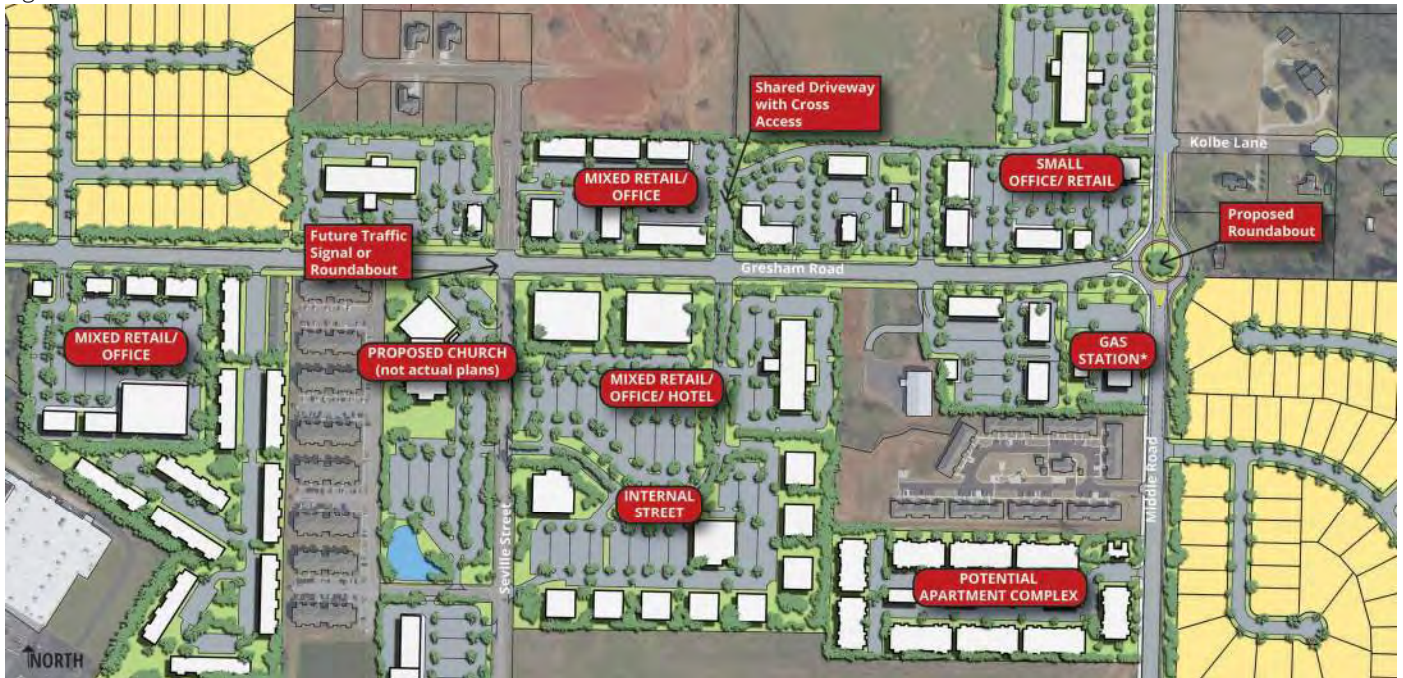 Shared Driveway
with Cross
Access
Kolbe Lane
SMALL
OFFICE/ RETAIL
MIXED RETAIL/
OFFICE
Proposed
Roundabout
Future Traffic
Signal or
Roundabout
Gresham Road
MIXED RETAIL/
OFFICE
PROPOSED CHURCH
(not actual plans)
GAS
STATION*
MIXED RETAIL/
OFFICE/ HOTEL
INTERNAL
STREET
Middle Road
Seville Street
POTENTIAL
APARTMENT COMPLEX
NORTH